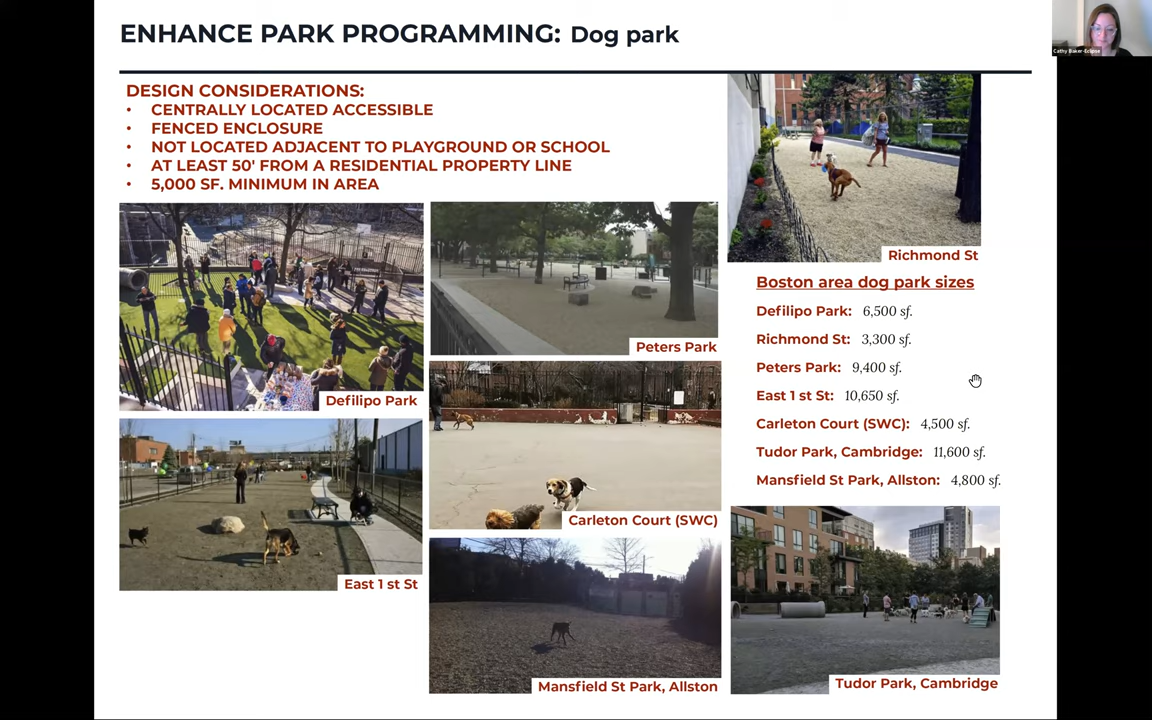 ENHANCE PARK PROGRAMMING: Dog park
Cathy Baker-Eclipse
DESIGN CONSIDERATIONS:
• CENTRALLY LOCATED ACCESSIBLE
• FENCED ENCLOSURE
• NOT LOCATED ADJACENT TO PLAYGROUND OR SCHOOL
• AT LEAST 50' FROM A RESIDENTIAL PROPERTY LINE
• 5,000 SF. MINIMUM IN AREA
Richmond St
Peters Park
Defilipo Park
Carleton Court (SWC)
East 1 st St
Mansfield St Park, Allston
Boston area dog park sizes
Defilipo Park: 6,500 sf.
Richmond St: 3,300 sf.
Peters Park: 9,400 sf.
East 1 st St: 10,650 sf.
Carleton Court (SWC): 4,500 sf.
Tudor Park, Cambridge: 11,600 sf.
Mansfield St Park, Allston: 4,800 sf.
Tudor Park, Cambridge